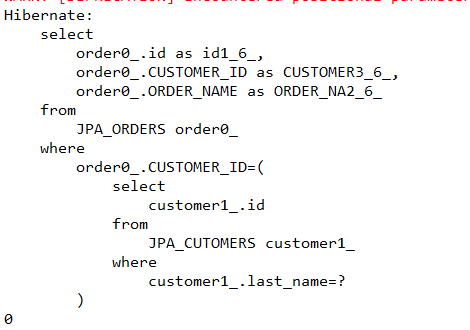 Hibernate:
    select
        order0_.id as id1_6_,
        order0_.CUSTOMER_ID as CUSTOMER3_6_,
        order0_.ORDER_NAME as ORDER_NA2_6_
    from
        JPA_ORDERS order0_
    where
        order0_.CUSTOMER_ID=(
            select
                customer1_.id
            from
                JPA_CUTOMERS customer1_
            where
                customer1_.last_name=?
        )
0